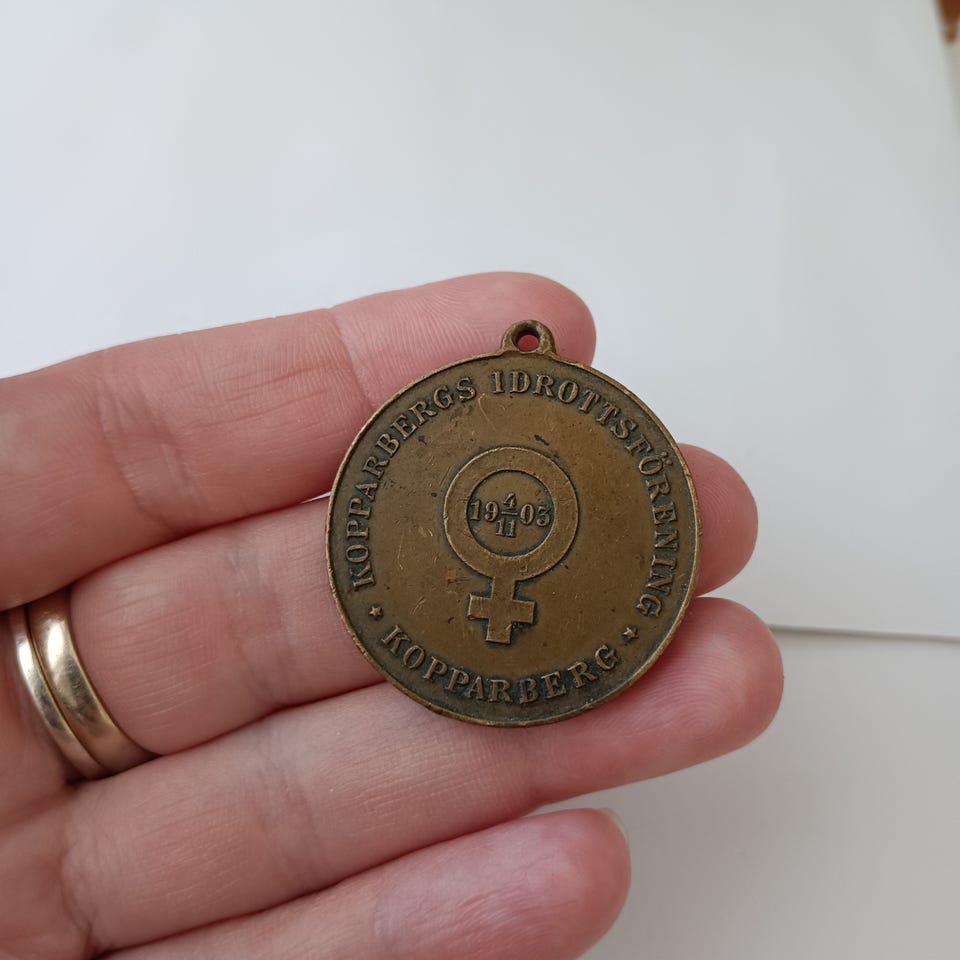 KOPPARBERGS IDROTTSFÖRENING
19 4/11 03
★ KOPPARBERG ★